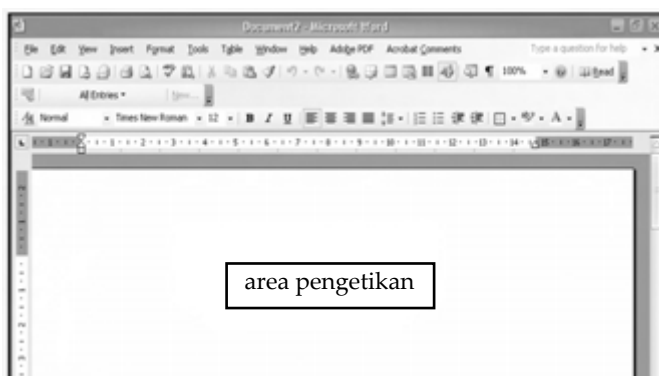 Document2 - Microsoft Word
File Edit View Insert Format Tools Table Window Help Adobe PDF Acrobat Comments Type a question for help
100% Read
All Entries New...
Normal Times New Roman 12 B I U A
area pengetikan